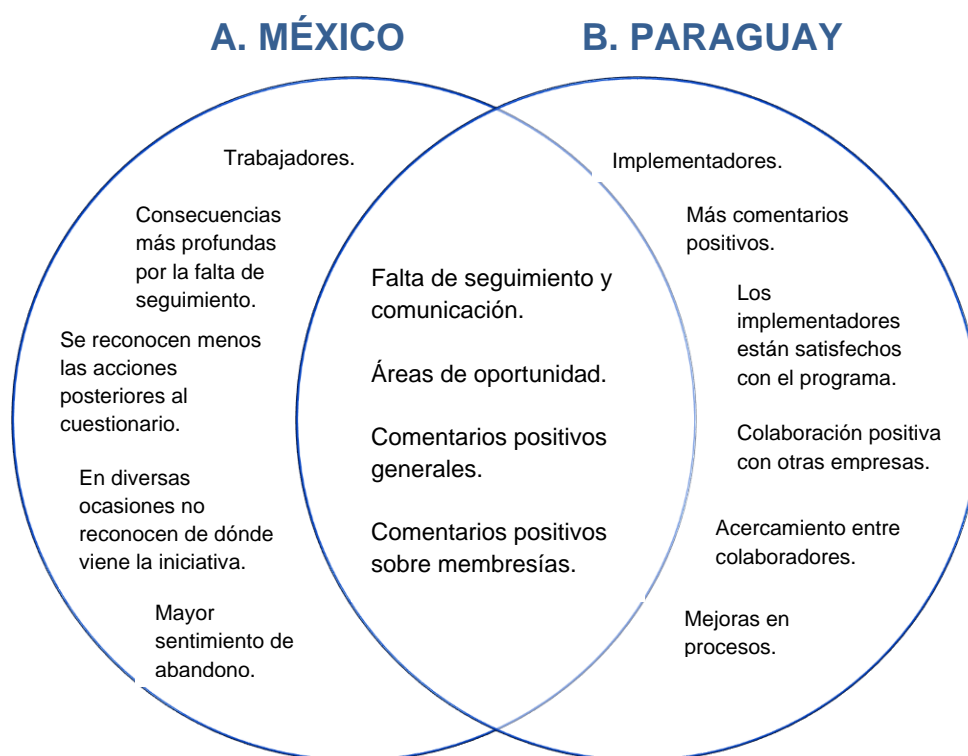 A. MÉXICO
B. PARAGUAY
Trabajadores.
Consecuencias
más profundas
por la falta de
seguimiento.
Se reconocen menos
las acciones
posteriores al
cuestionario.
En diversas
ocasiones no
reconocen de dónde
viene la iniciativa.
Mayor
sentimiento de
abandono.
Falta de seguimiento y
comunicación.
Áreas de oportunidad.
Comentarios positivos
generales.
Comentarios positivos
sobre membresías.
Implementadores.
Más comentarios
positivos.
Los
implementadores
están satisfechos
con el programa.
Colaboración positiva
con otras empresas.
Acercamiento entre
colaboradores.
Mejoras en
procesos.